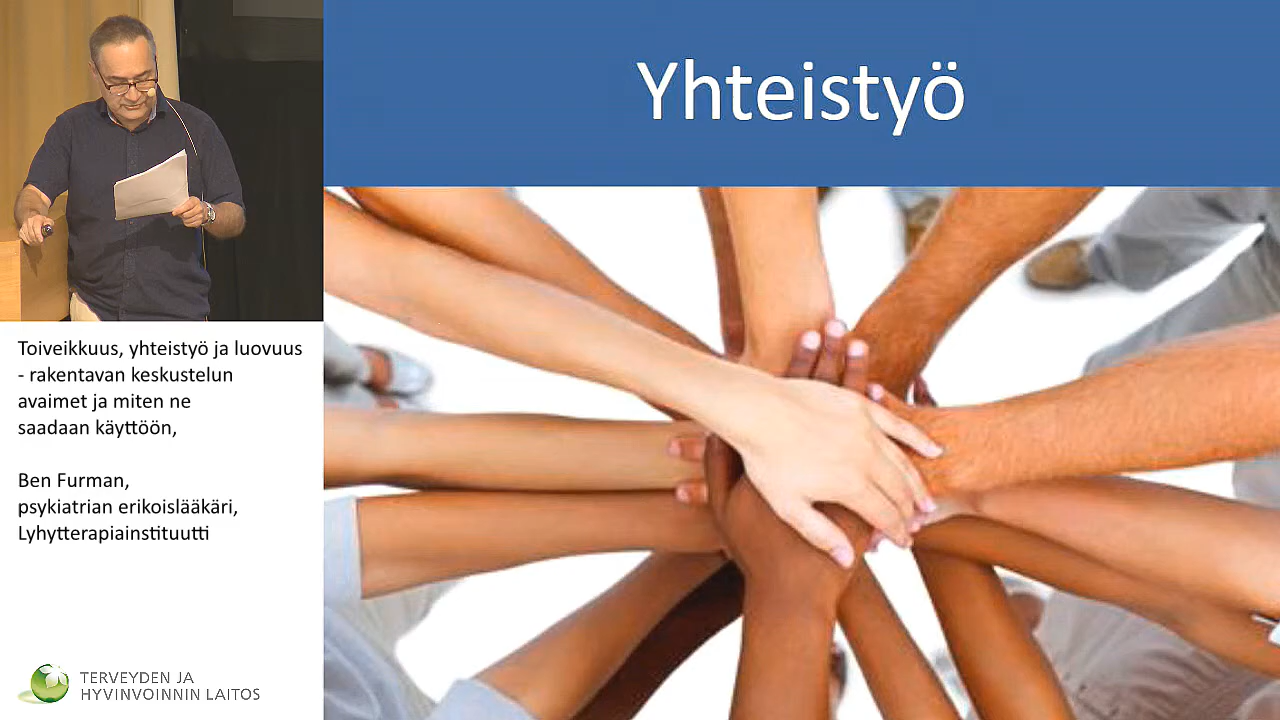 Yhteistyö
Toiveikkuus, yhteistyö ja luovuus
- rakentavan keskustelun
avaimet ja miten ne
saadaan käyttöön,
Ben Furman,
psykiatrian erikoislääkäri,
Lyhytterapiainstituutti
TERVEYDEN JA
HYVINVOINNIN LAITOS